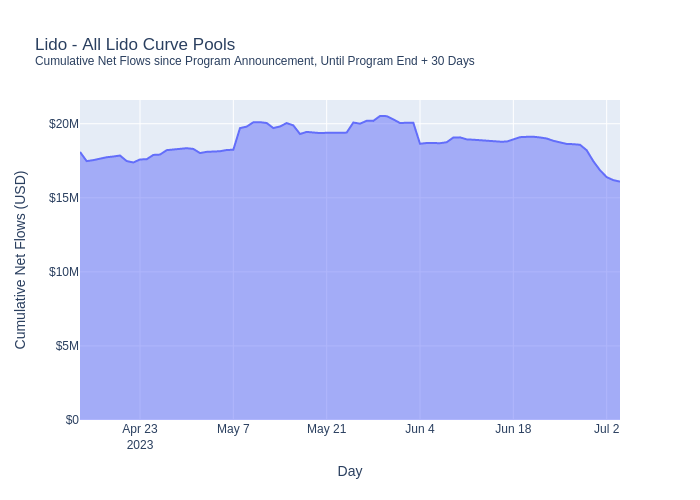 Lido - All Lido Curve Pools
Cumulative Net Flows since Program Announcement, Until Program End + 30 Days
Cumulative Net Flows (USD)
$20M
$15M
$10M
$5M
$0
Apr 23
2023
May 7
May 21
Jun 4
Jun 18
Jul 2
Day